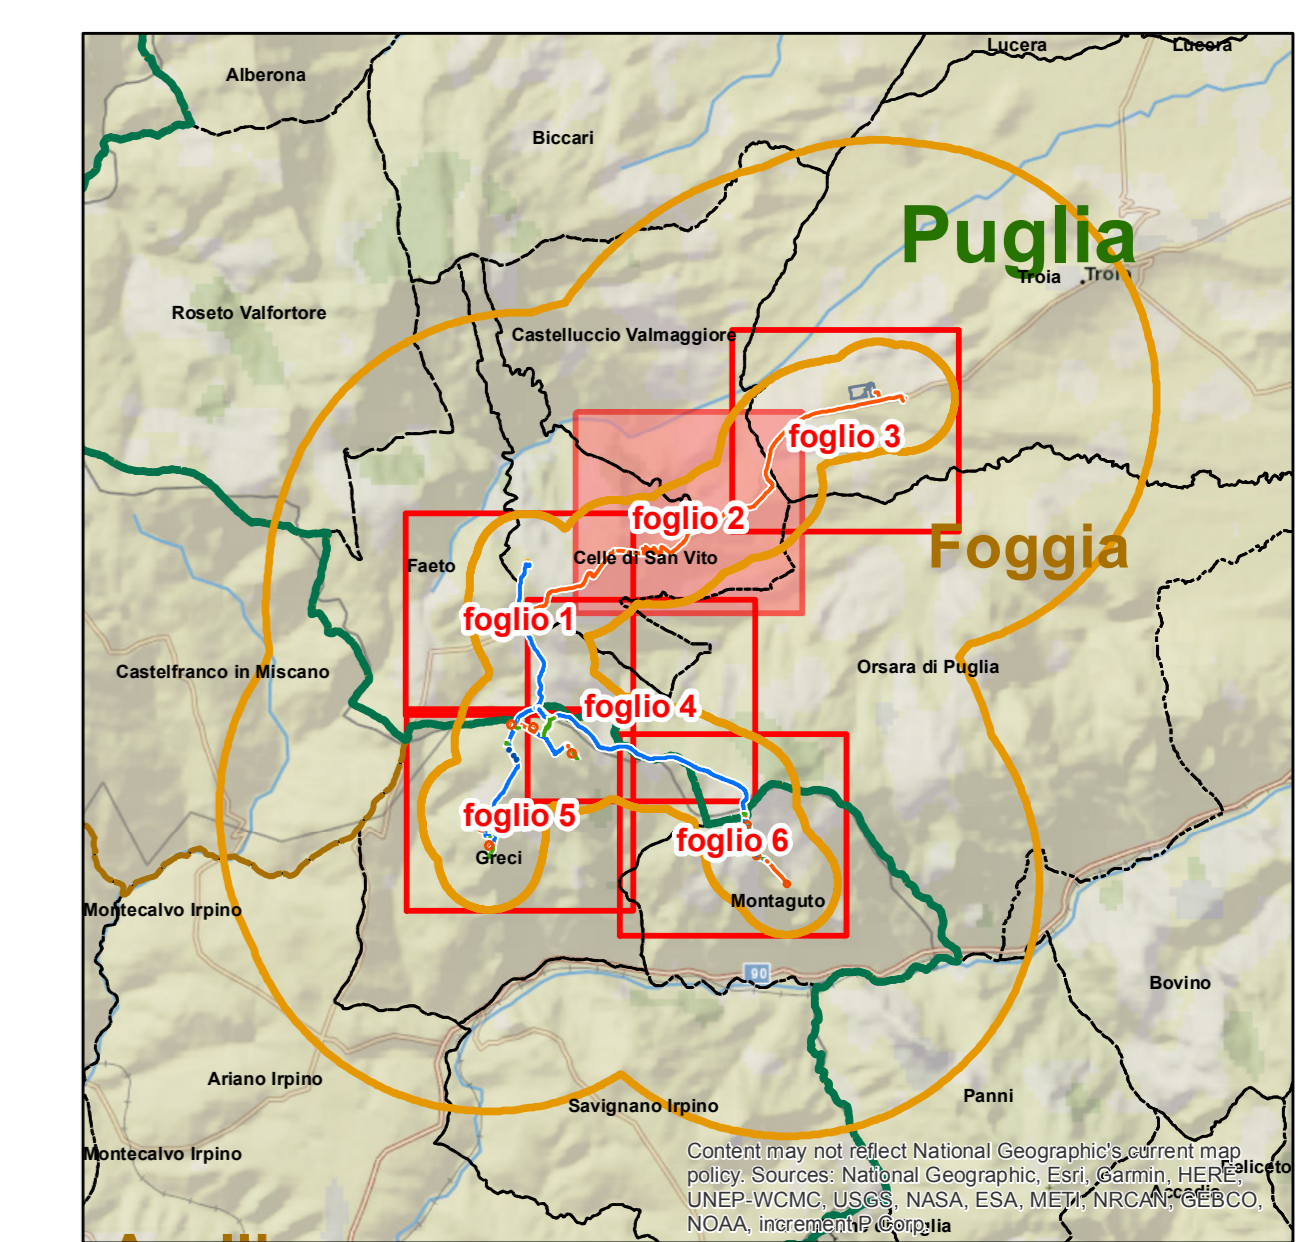 Lucera
Lucera
Alberona
Biccari
Puglia
Troia
Troia
Roseto Valfortore
Castelluccio Valmaggiore
foglio 3
foglio 2
Foggia
Celle di San Vito
Faeto
foglio 1
Orsara di Puglia
Castelfranco in Miscano
foglio 4
foglio 5
foglio 6
Greci
Montaguto
Montecalvo Irpino
90
Bovino
Ariano Irpino
Panni
Savignano Irpino
Montecalvo Irpino
Content may not reflect National Geographic's current map
policy. Sources: National Geographic, Esri, Garmin, HERE,
UNEP-WCMC, USGS, NASA, ESA, METI, NRCAN, GEBCO,
NOAA, increment P Corp.
Deliceto
Accadia